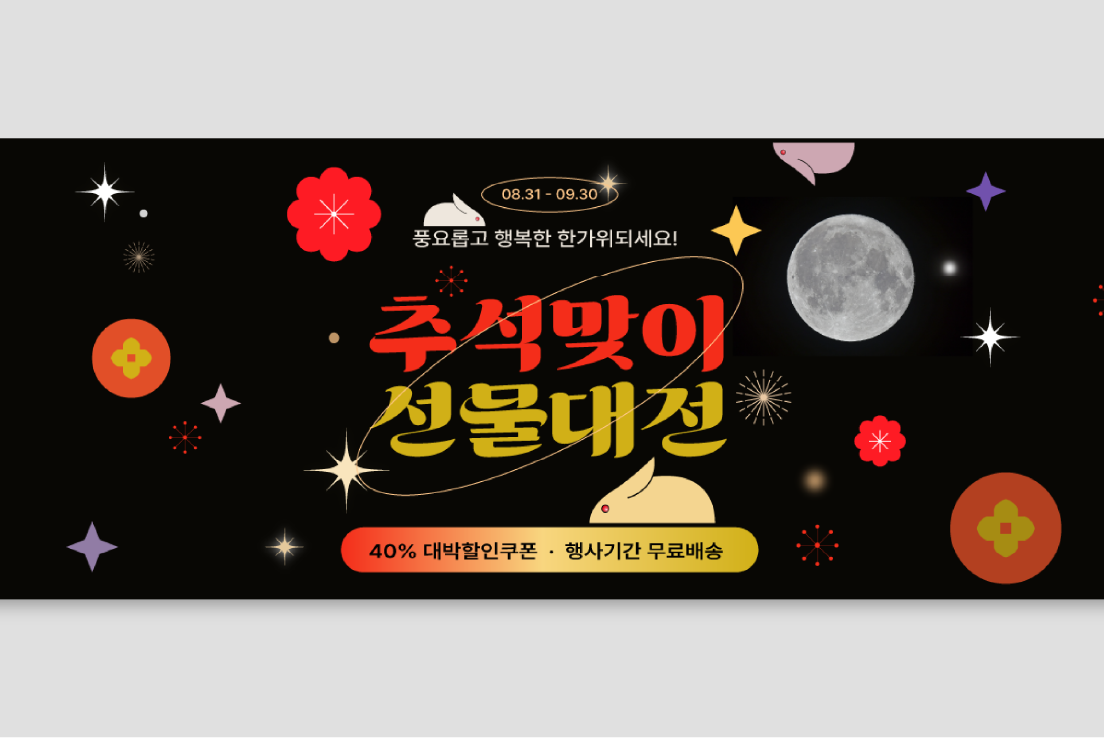 08.31 - 09.30
풍요롭고 행복한 한가위되세요!
추석맞이
선물대전
40% 대박할인쿠폰 · 행사기간 무료배송